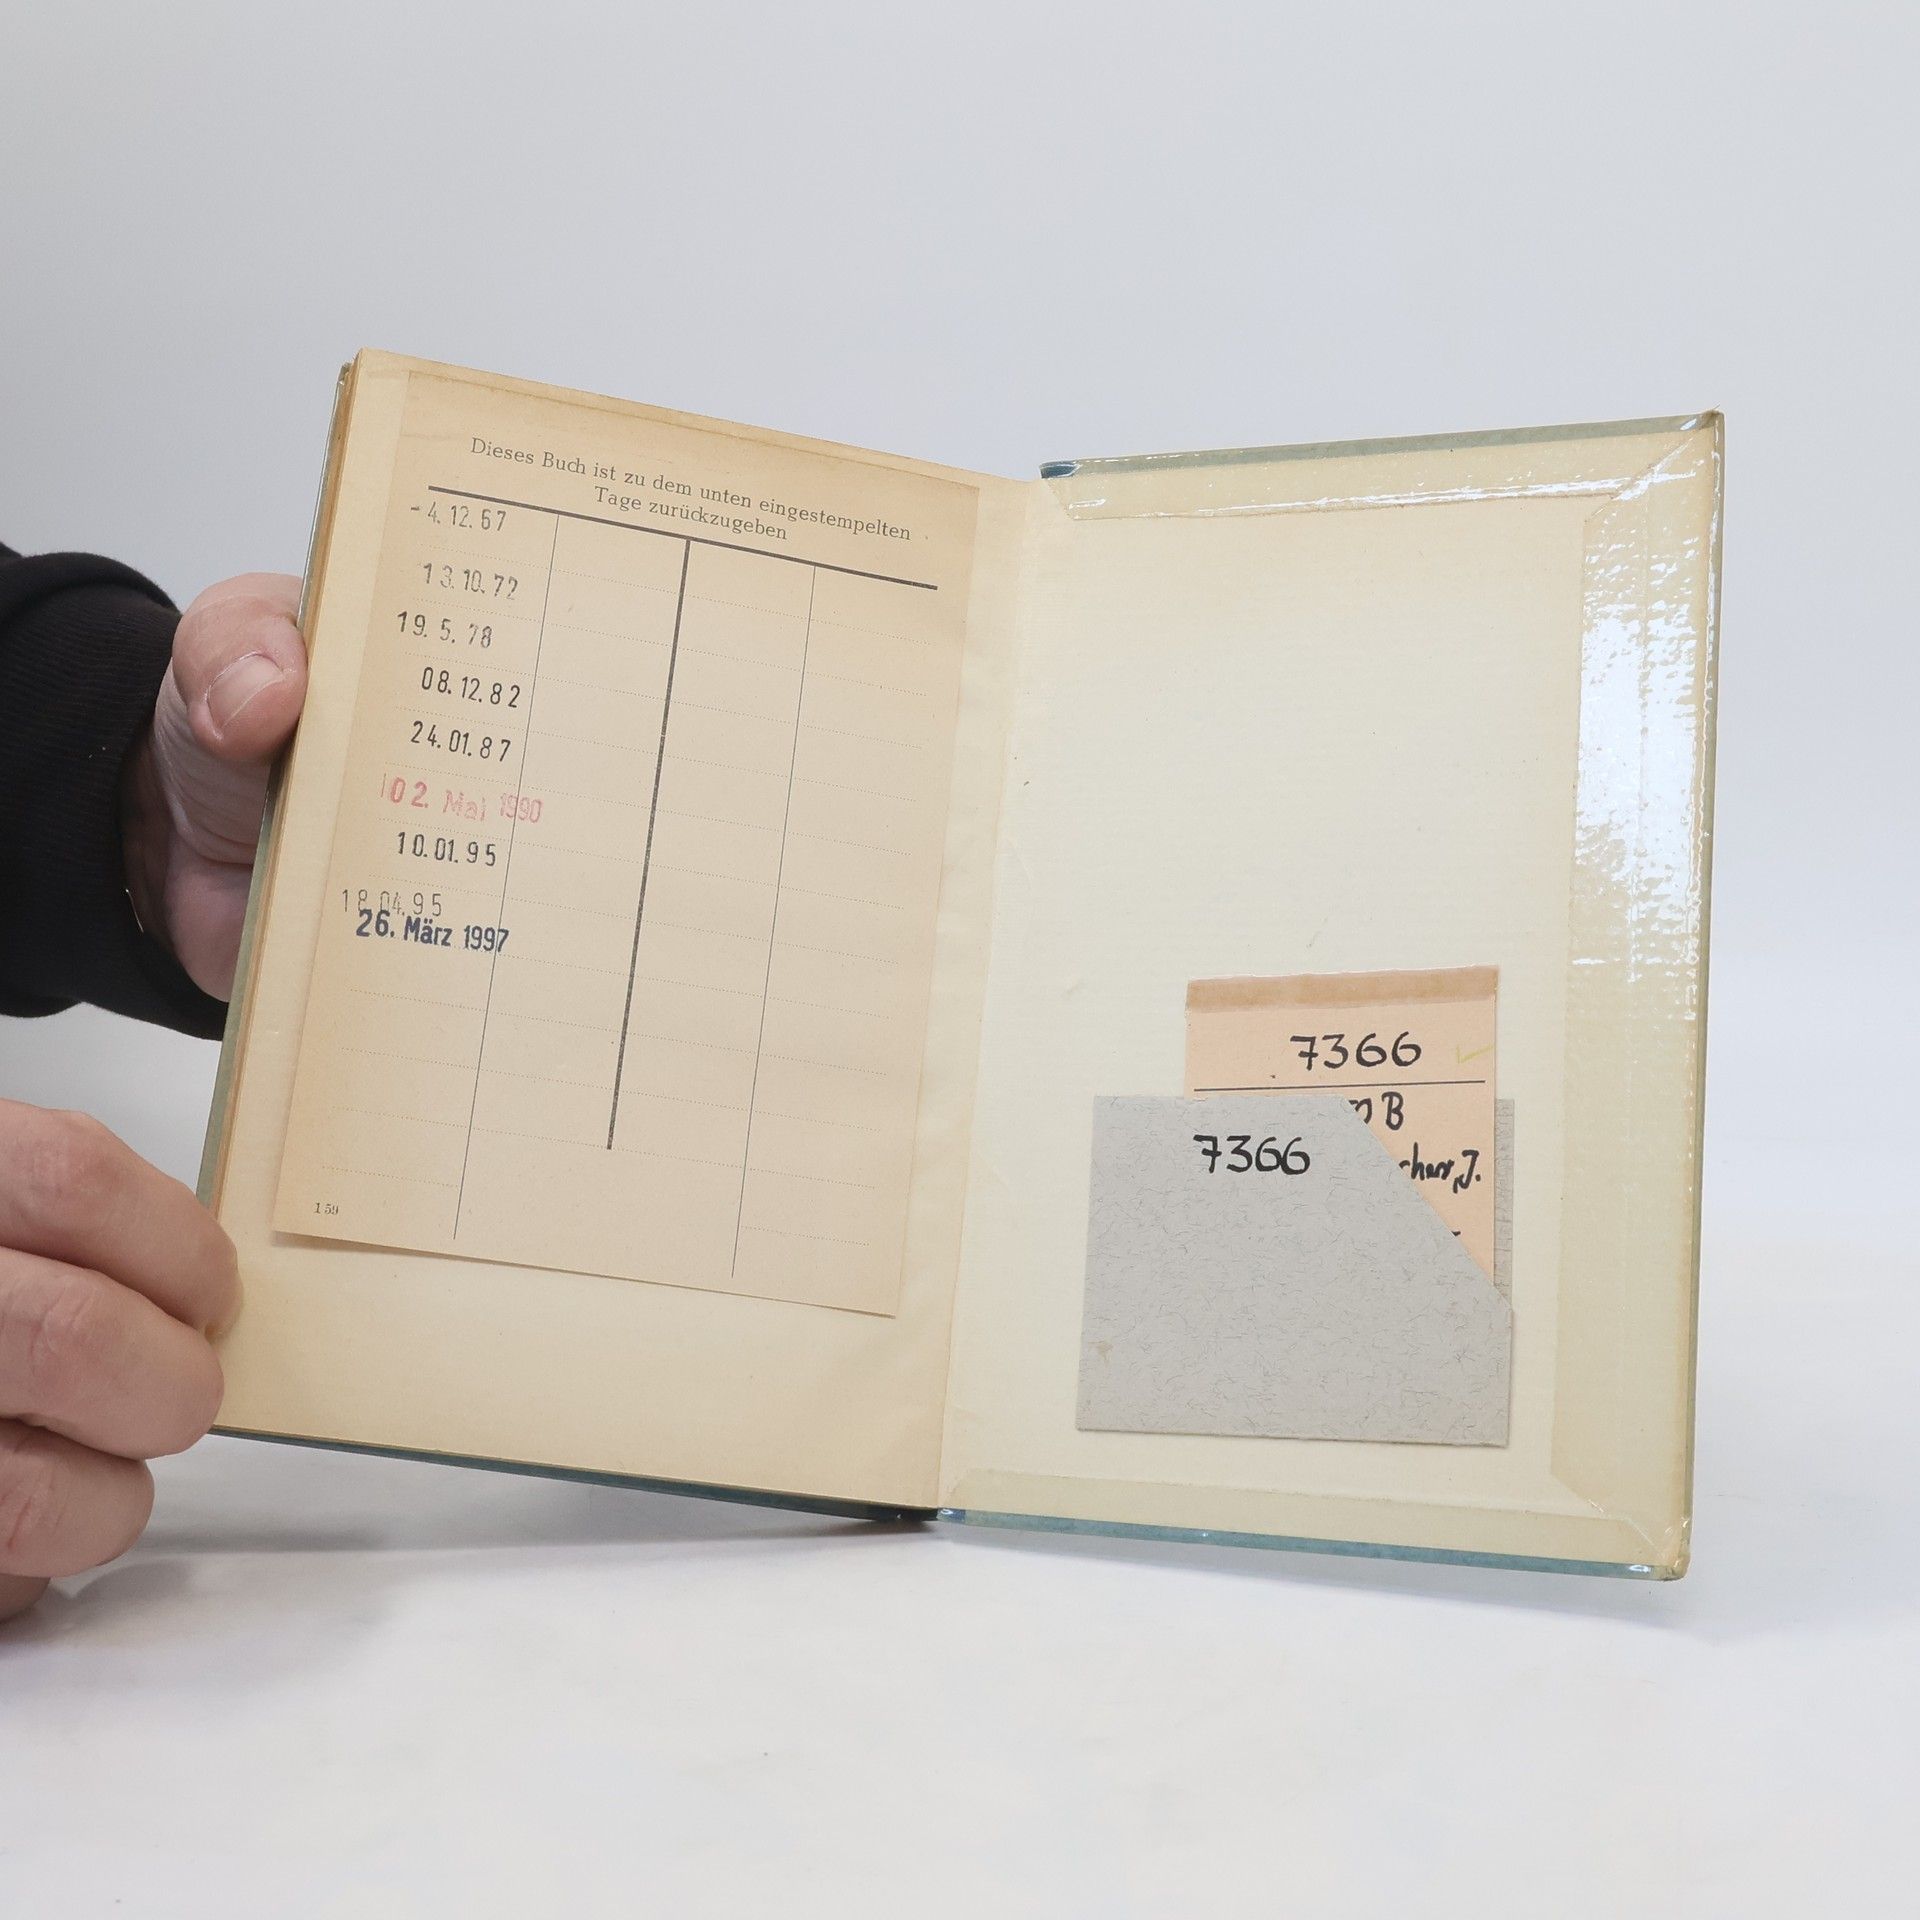 Dieses Buch ist zu dem unten eingestempelten
Tage zurückzugeben
-4.12.67
13.10.72
19.5.78
08.12.82
24.01.87
02. Mai 1990
10.01.95
18.04.95
26. März 1997
I 59
7366
B
7366
J.